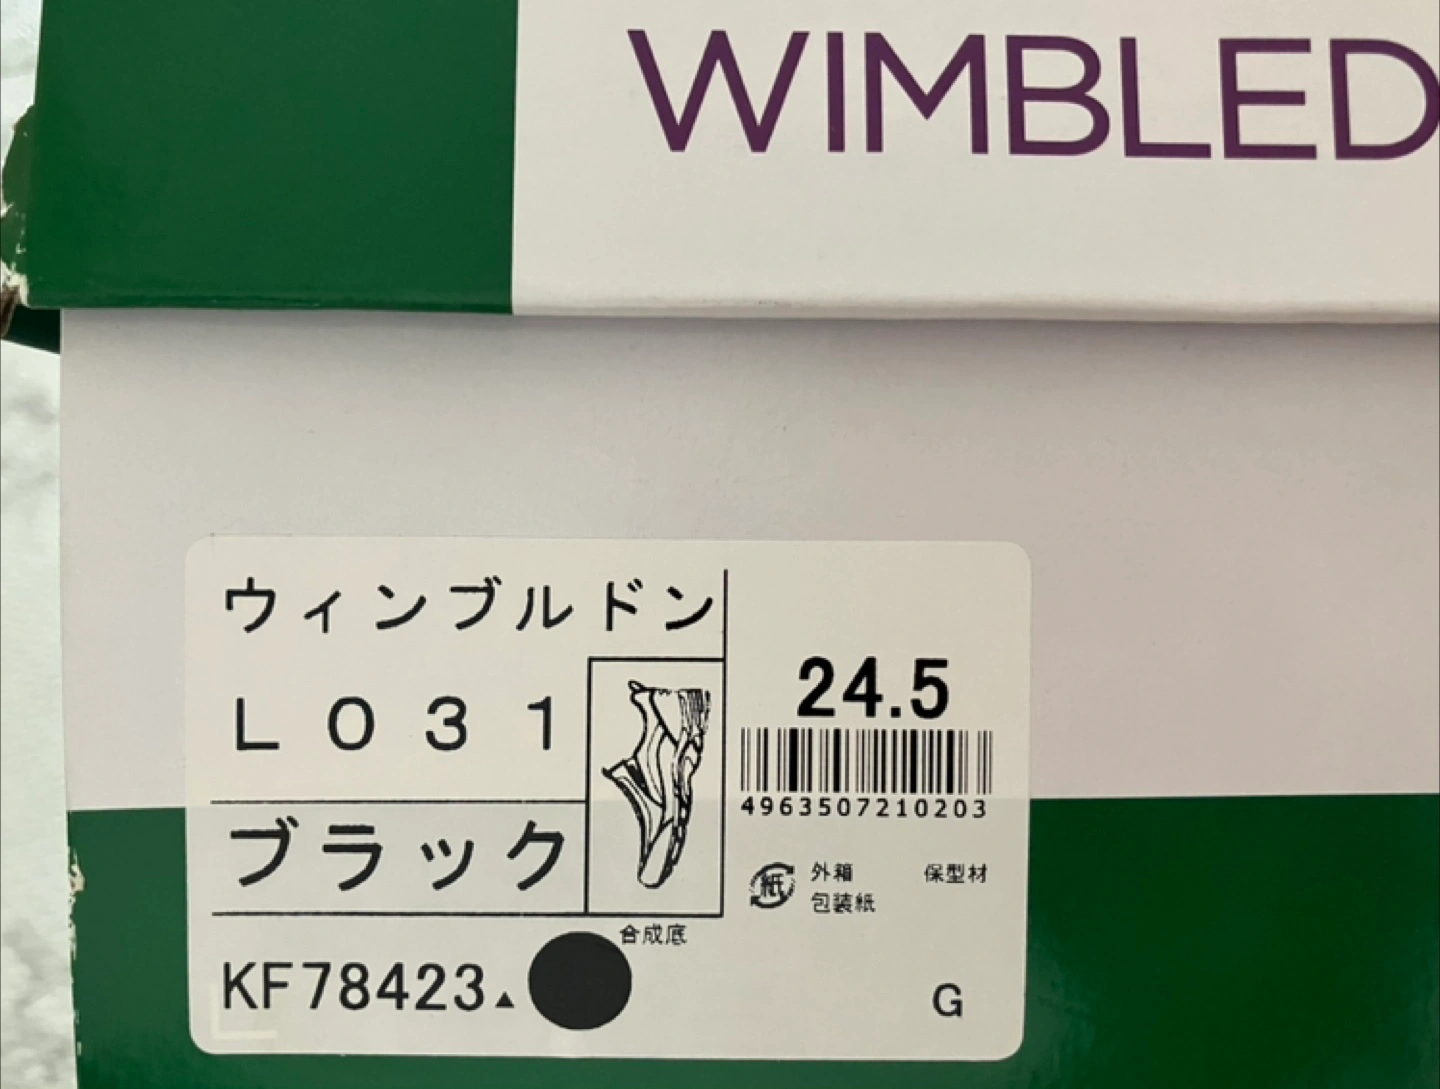 WIMBLED
ウィンブルドン
L031
ブラック
24.5
4963507210203
紙
外箱
包装紙
保型材
合成底
KF78423▲
G